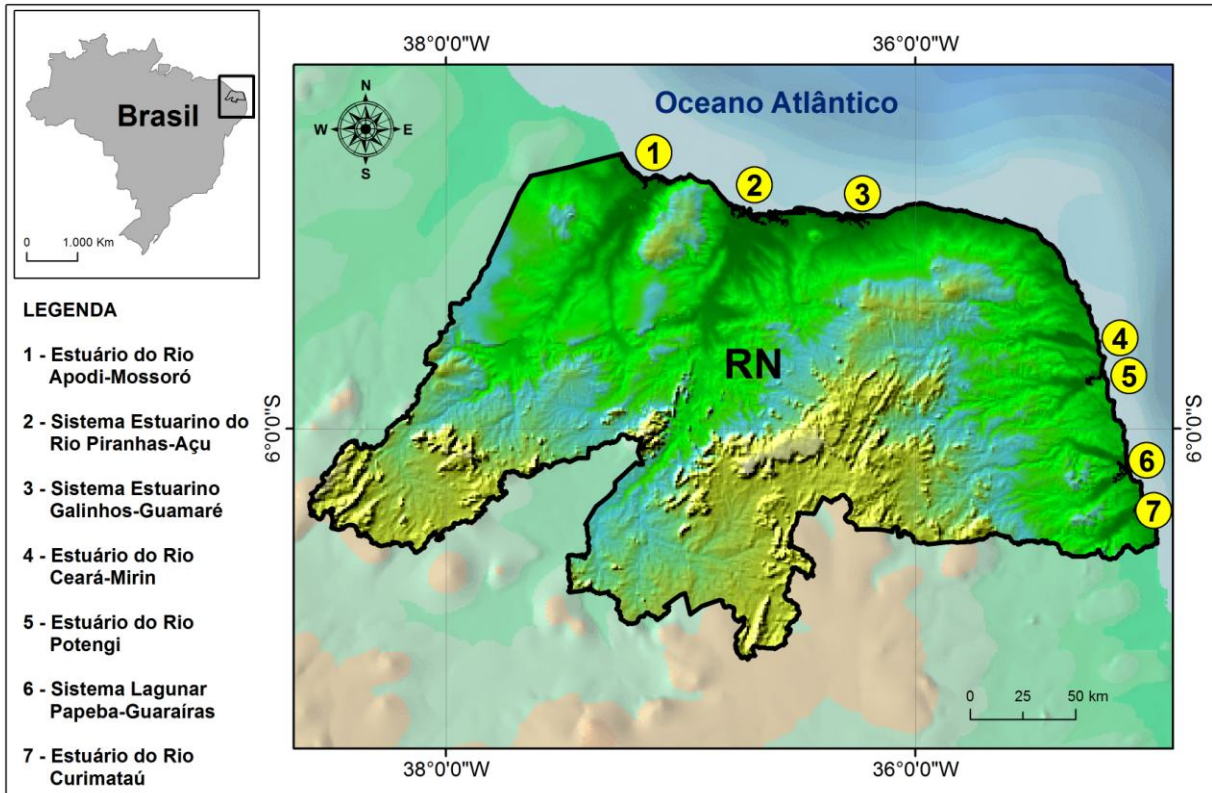 Brasil
0 1.000 Km
LEGENDA
1 - Estuário do Rio
Apodi-Mossoró
2 - Sistema Estuarino do
Rio Piranhas-Açu
3 - Sistema Estuarino
Galinhos-Guamaré
4 - Estuário do Rio
Ceará-Mirin
5 - Estuário do Rio
Potengi
6 - Sistema Lagunar
Papeba-Guaraíras
7 - Estuário do Rio
Curimataú
38°0'0"W 36°0'0"W
N
W E
S
Oceano Atlântico
1
2
3
RN
4
5
6°0'0"S 6°0'0"S
6
7
0 25 50 km
38°0'0"W 36°0'0"W